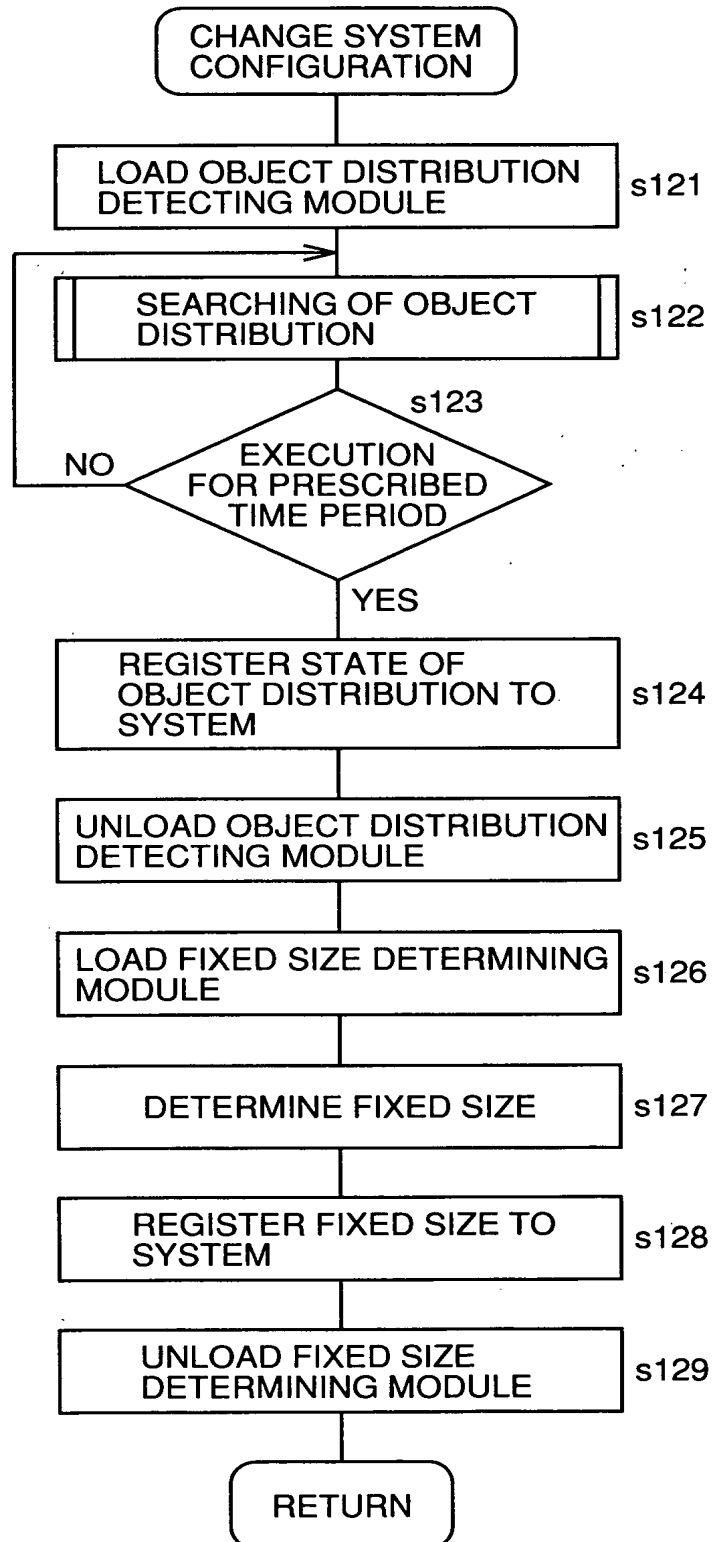 CHANGE SYSTEM
CONFIGURATION
LOAD OBJECT DISTRIBUTION
DETECTING MODULE
s121
SEARCHING OF OBJECT
DISTRIBUTION
s122
s123
EXECUTION
FOR PRESCRIBED
TIME PERIOD
NO
YES
REGISTER STATE OF
OBJECT DISTRIBUTION TO
SYSTEM
s124
UNLOAD OBJECT DISTRIBUTION
DETECTING MODULE
s125
LOAD FIXED SIZE DETERMINING
MODULE
s126
DETERMINE FIXED SIZE
s127
REGISTER FIXED SIZE TO
SYSTEM
s128
UNLOAD FIXED SIZE
DETERMINING MODULE
s129
RETURN